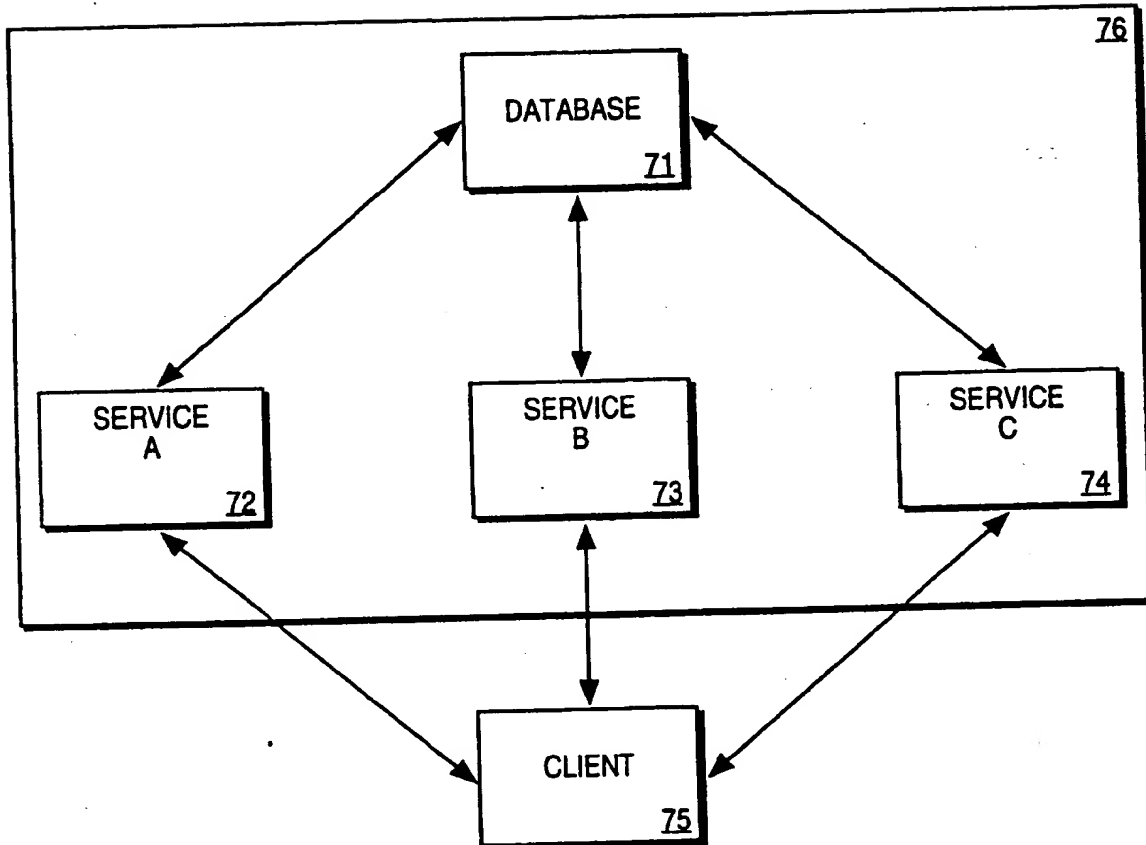 76
DATABASE
71
SERVICE
A
72
SERVICE
B
73
SERVICE
C
74
CLIENT
75